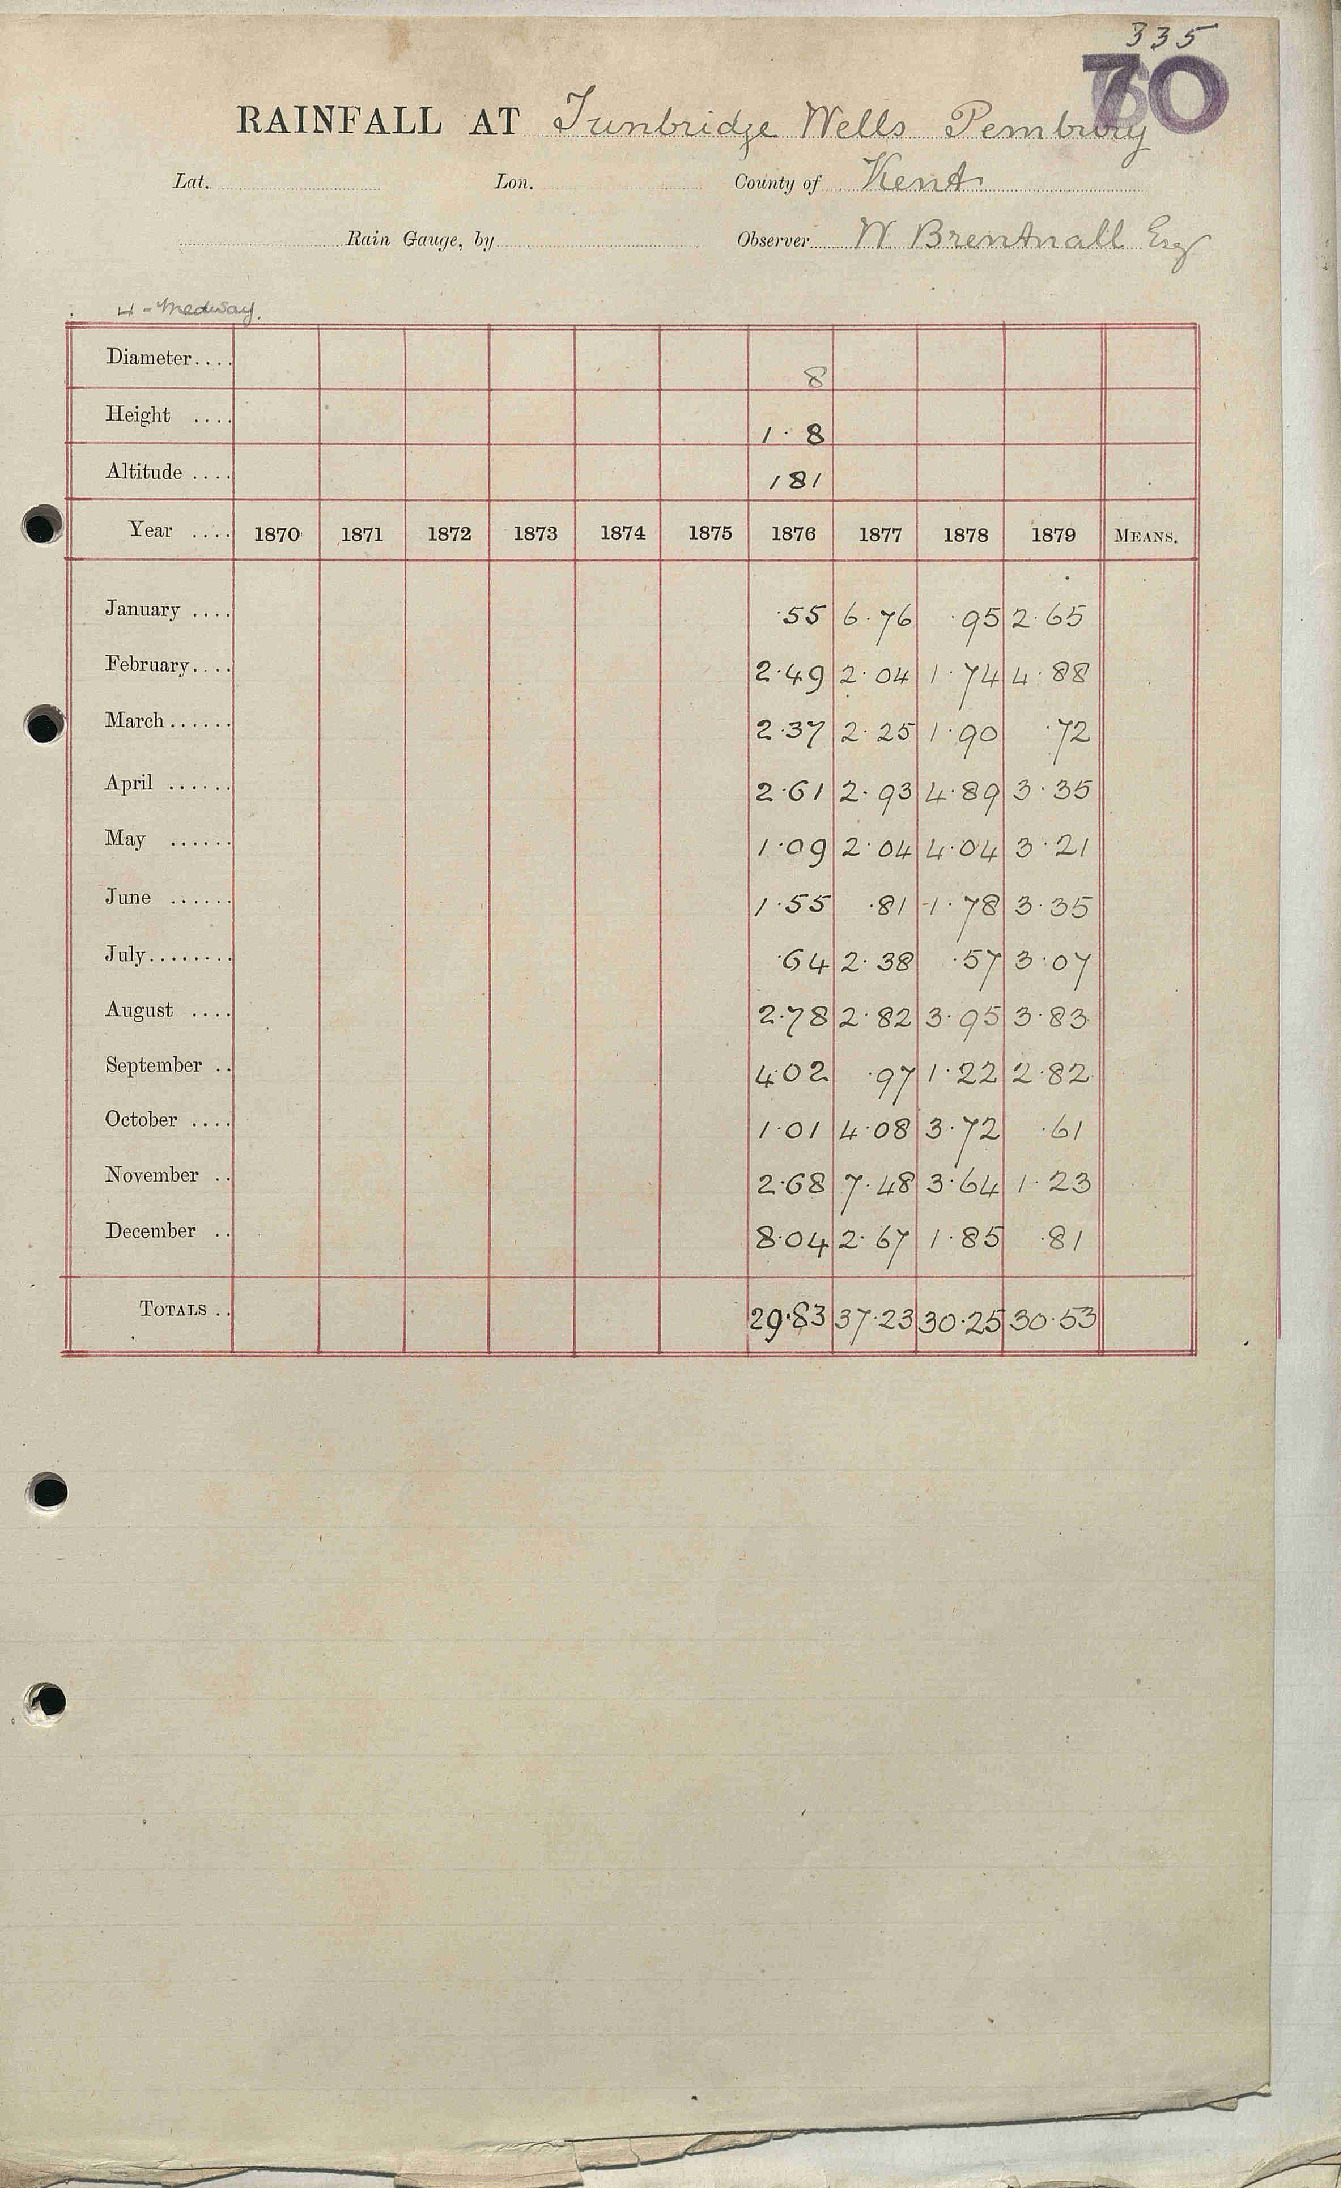 335
70
RAINFALL AT Tunbridge Wells Pembury
Lat. Lon. County of Kent
Rain Gauge, by Observer W Brentnall Esq
4 - Medway.
Diameter.... 8
Height .... 1.8
Altitude .... 181
Year .... 1870 1871 1872 1873 1874 1875 1876 1877 1878 1879 MEANS.
January .... .55 6.76 .95 2.65
February.... 2.49 2.04 1.74 4.88
March...... 2.37 2.25 1.90 .72
April ...... 2.61 2.93 4.89 3.35
May ...... 1.09 2.04 4.04 3.21
June ...... 1.55 .81 1.78 3.35
July........ .64 2.38 .57 3.07
August .... 2.78 2.82 3.95 3.83
September .. 4.02 .97 1.22 2.82
October .... 1.01 4.08 3.72 .61
November .. 2.68 7.48 3.64 1.23
December .. 8.04 2.67 1.85 .81
TOTALS .. 29.83 37.23 30.25 30.53